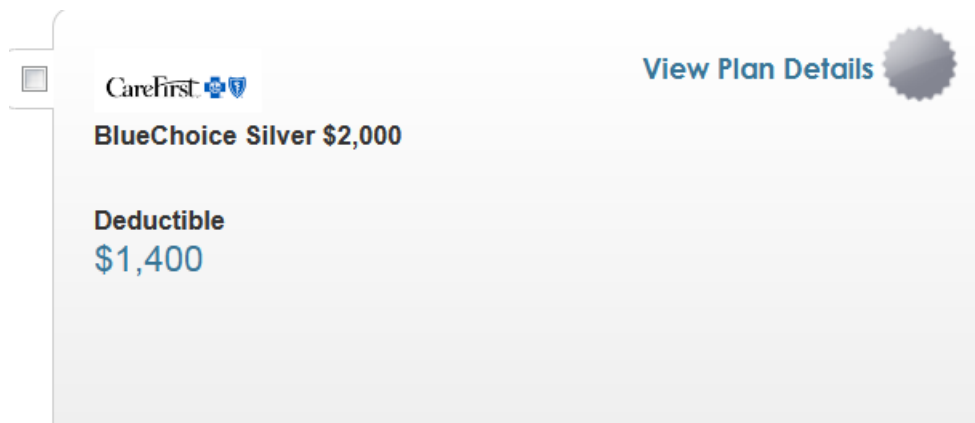 View Plan Details
CareFirst
BlueChoice Silver $2,000
Deductible
$1,400